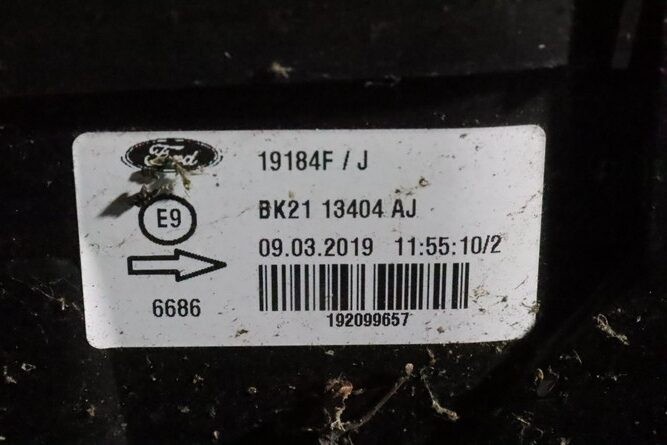 Ford
19184F / J
E9
BK21 13404 AJ
09.03.2019 11:55:10/2
6686
192099657